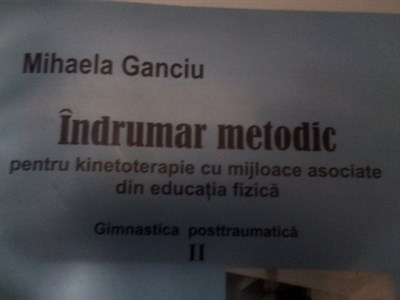 Mihaela Ganciu
Îndrumar metodic
pentru kinetoterapie cu mijloace asociate
din educația fizică
Gimnastica posttraumatică
II